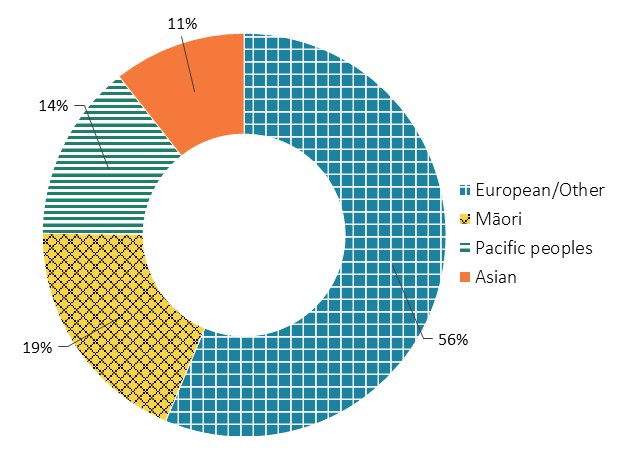 11%
14%
European/Other
Māori
Pacific peoples
Asian
19%
56%